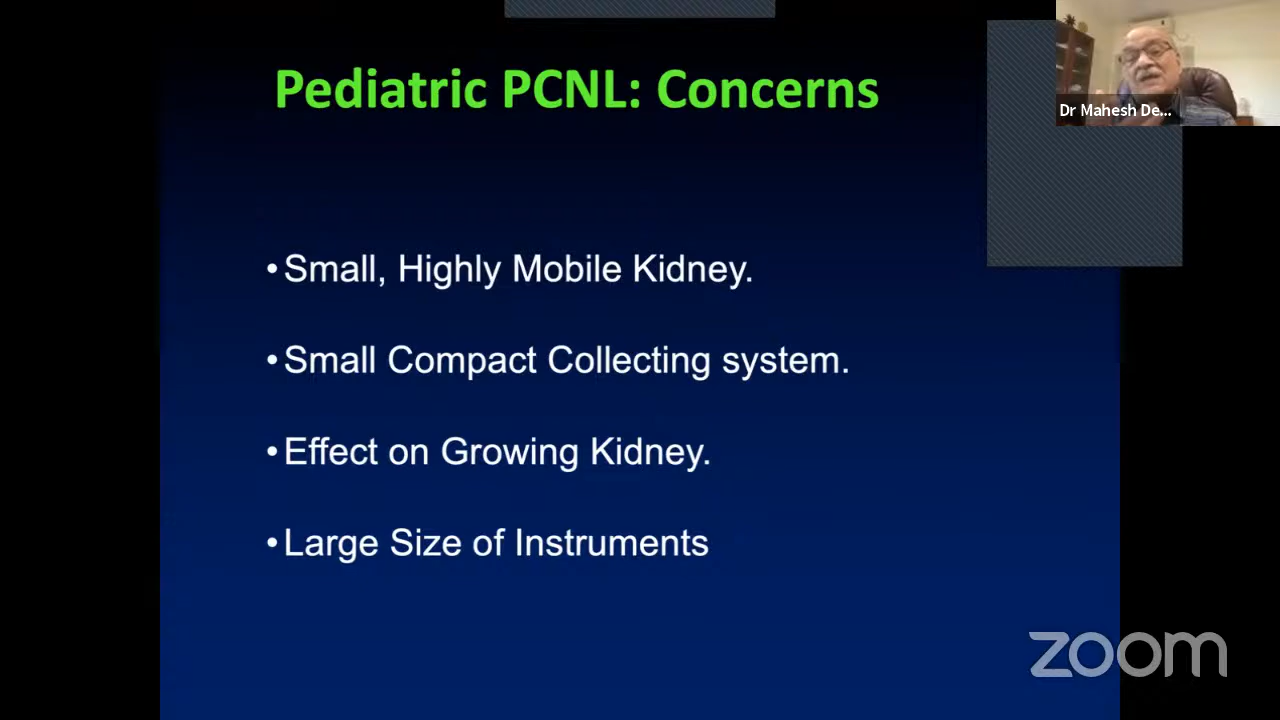 Pediatric PCNL: Concerns
Dr Mahesh De...
•Small, Highly Mobile Kidney.
•Small Compact Collecting system.
•Effect on Growing Kidney.
•Large Size of Instruments
zoom